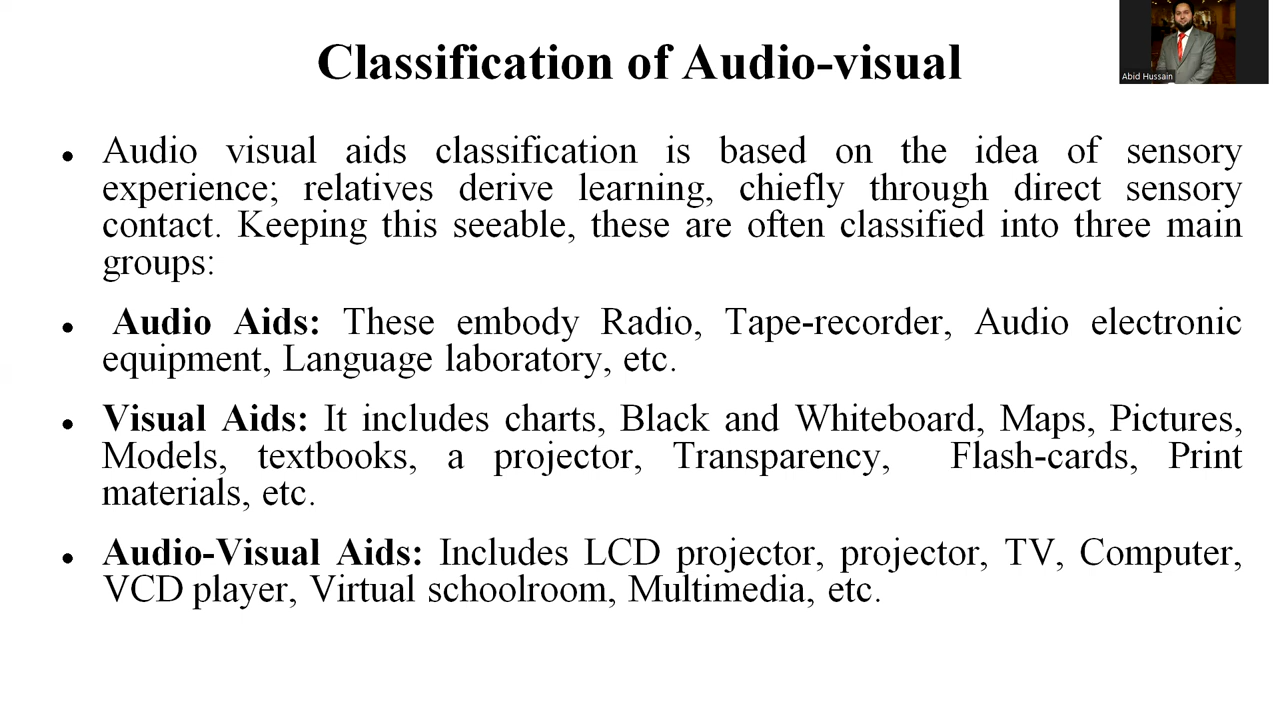 Classification of Audio-visual
Abid Hussain
• Audio visual aids classification is based on the idea of sensory
experience; relatives derive learning, chiefly through direct sensory
contact. Keeping this seeable, these are often classified into three main
groups:
• Audio Aids: These embody Radio, Tape-recorder, Audio electronic
equipment, Language laboratory, etc.
• Visual Aids: It includes charts, Black and Whiteboard, Maps, Pictures,
Models, textbooks, a projector, Transparency, Flash-cards, Print
materials, etc.
• Audio-Visual Aids: Includes LCD projector, projector, TV, Computer,
VCD player, Virtual schoolroom, Multimedia, etc.